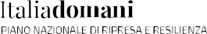 Italiadomani
PIANO NAZIONALE DI RIPRESA E RESILIENZA